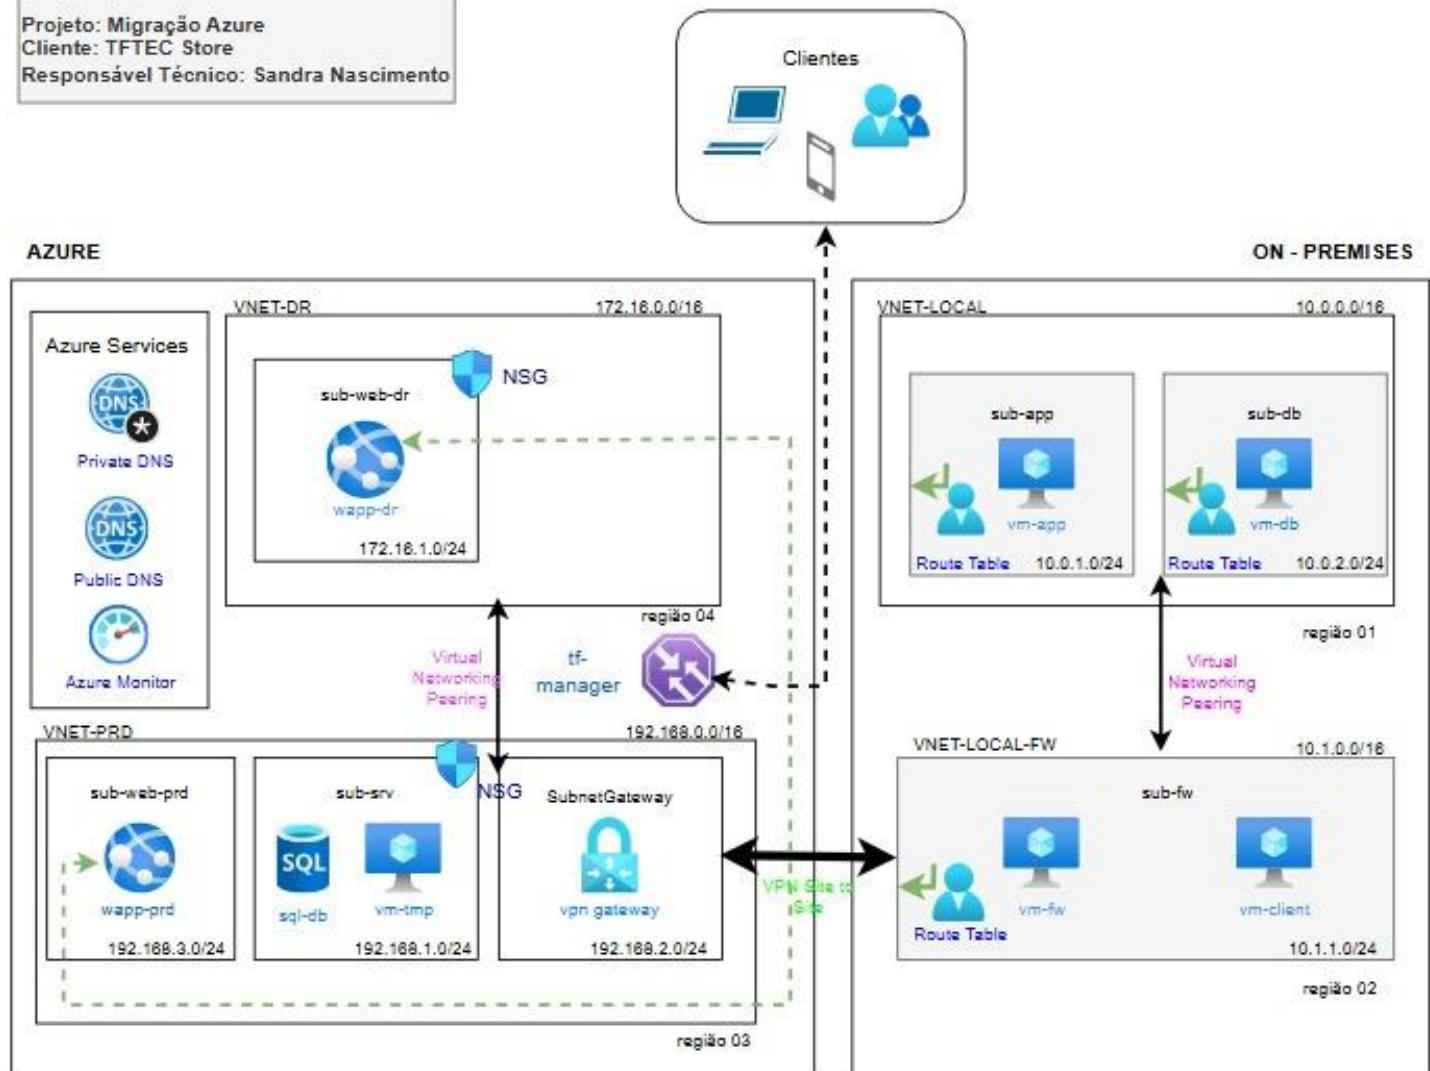 Projeto: Migração Azure
Cliente: TFTEC Store
Responsável Técnico: Sandra Nascimento
Clientes
AZURE
ON - PREMISES
VNET-DR
172.16.0.0/16
VNET-LOCAL
10.0.0.0/16
Azure Services
DNS
Private DNS
DNS
Public DNS
Azure Monitor
sub-web-dr
NSG
wapp-dr
172.16.1.0/24
região 04
sub-app
vm-app
Route Table
10.0.1.0/24
sub-db
vm-db
Route Table
10.0.2.0/24
região 01
Virtual
Networking
Peering
tf-
manager
Virtual
Networking
Peering
VNET-PRD
192.168.0.0/16
sub-web-prd
wapp-prd
192.168.3.0/24
sub-srv
NSG
SQL
sql-db
vm-tmp
192.168.1.0/24
SubnetGateway
vpn gateway
192.168.2.0/24
região 03
VPN Site to
Site
VNET-LOCAL-FW
10.1.0.0/16
sub-fw
vm-fw
vm-client
Route Table
10.1.1.0/24
região 02